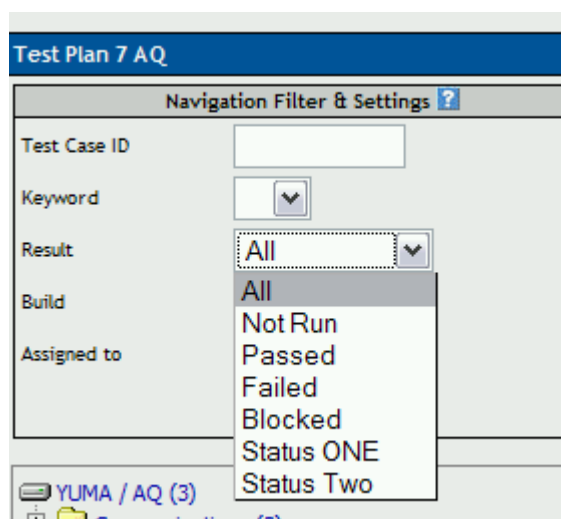 Test Plan 7 AQ
Navigation Filter & Settings ?
Test Case ID
Keyword
Result All
All
Build
Not Run
Passed
Assigned to
Failed
Blocked
Status ONE
Status Two
YUMA / AQ (3)